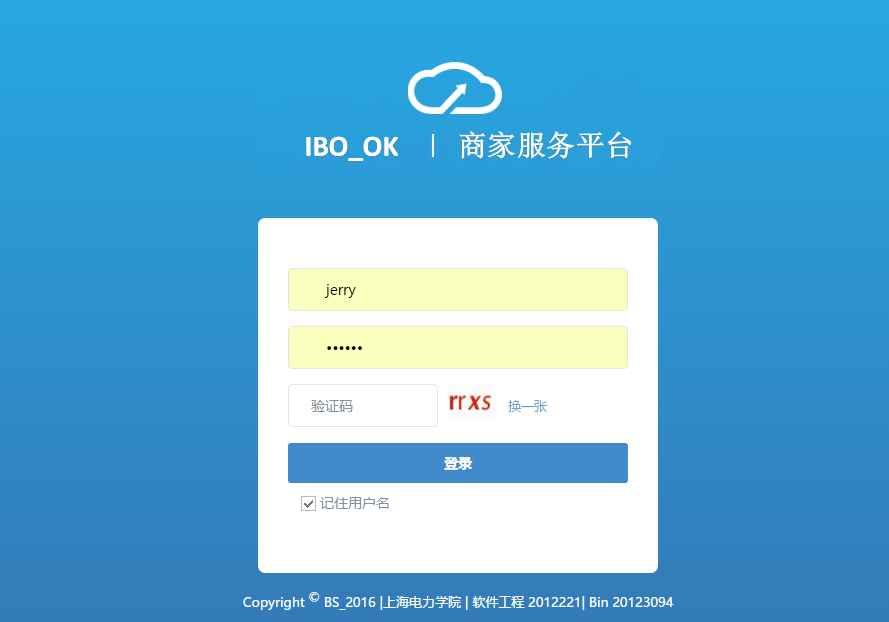 IBO_OK | 商家服务平台
jerry
••••••
验证码 rrxs 换一张
登录
记住用户名
Copyright © BS_2016 |上海电力学院 | 软件工程 2012221| Bin 20123094